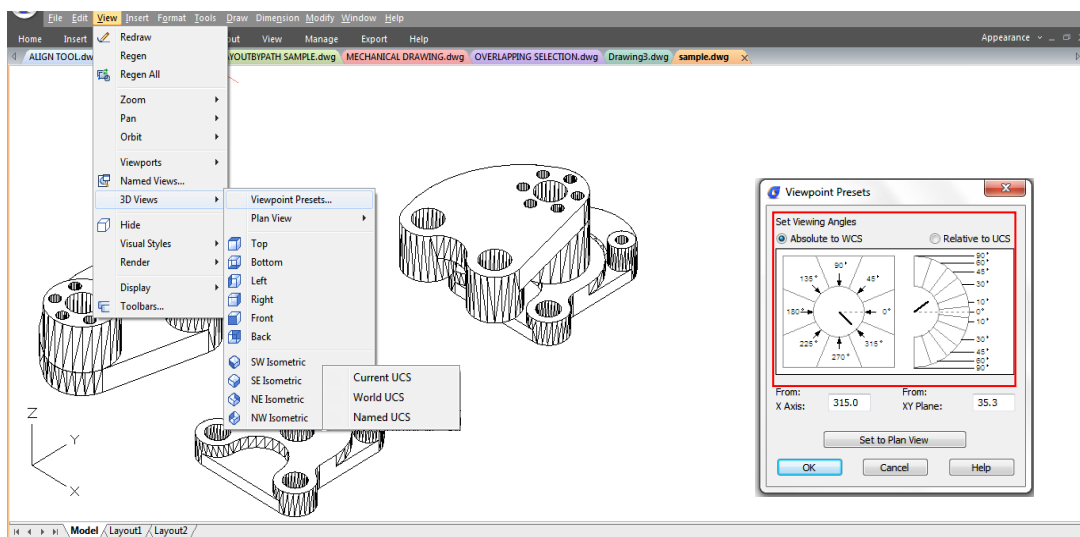 File Edit View Insert Format Tools Draw Dimension Modify Window Help
Home Insert out View Manage Export Help Appearance
ALIGN TOOL.dw YOUTBYPATH SAMPLE.dwg MECHANICAL DRAWING.dwg OVERLAPPING SELECTION.dwg Drawing3.dwg sample.dwg
Redraw
Regen
Regen All
Zoom
Pan
Orbit
Viewports
Named Views...
3D Views
Hide
Visual Styles
Render
Display
Toolbars...
Viewpoint Presets...
Plan View
Top
Bottom
Left
Right
Front
Back
SW Isometric
SE Isometric
NE Isometric
NW Isometric
Current UCS
World UCS
Named UCS
Viewpoint Presets
Set Viewing Angles
Absolute to WCS Relative to UCS
90°
135° 45°
180° 0°
225° 315°
270°
90°
60°
45°
30°
10°
0°
10°
30°
45°
60°
90°
From: From:
X Axis: 315.0 XY Plane: 35.3
Set to Plan View
OK Cancel Help
Z
Y
X
Model Layout1 Layout2